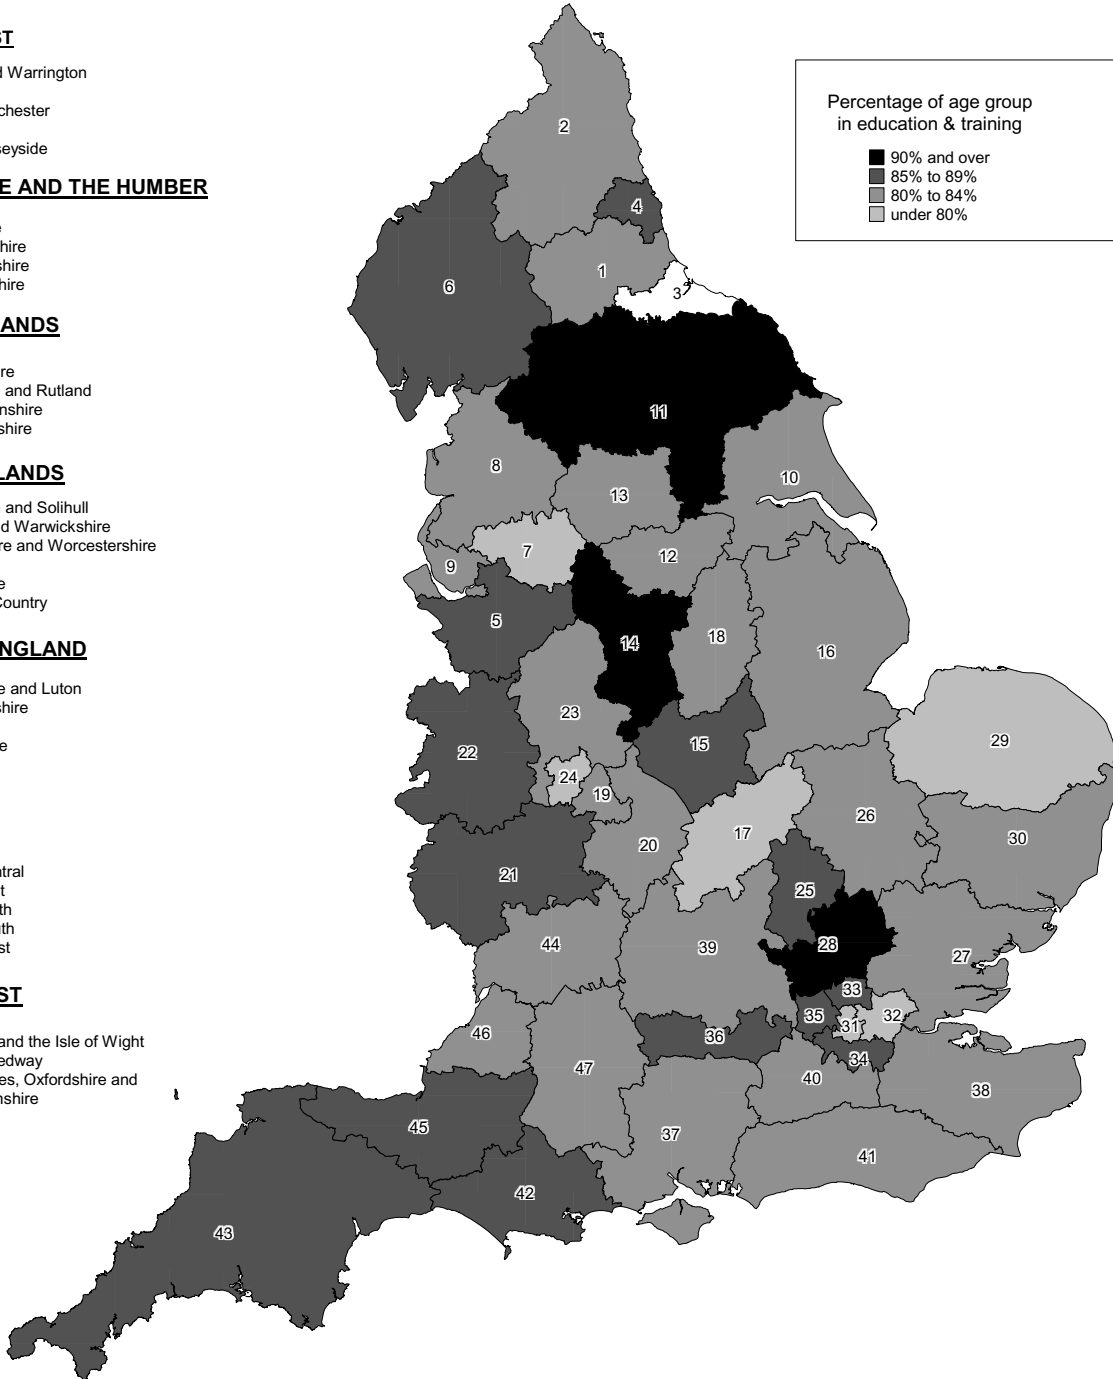 ST
d Warrington
chester
seyside
E AND THE HUMBER
e
hire
shire
hire
LANDS
re
and Rutland
nshire
shire
LANDS
and Solihull
d Warwickshire
re and Worcestershire
e
Country
NGLAND
e and Luton
shire
e
ntral
t
th
uth
st
ST
and the Isle of Wight
edway
es, Oxfordshire and
nshire
Percentage of age group
in education & training
90% and over
85% to 89%
80% to 84%
under 80%
2
4
1
6
3
11
8
10
13
7
12
9
5
14
18
16
23
15
29
22
24
19
17
26
20
30
21
25
44
39
28
27
33
35
32
31
46
36
34
47
40
38
45
37
41
42
43